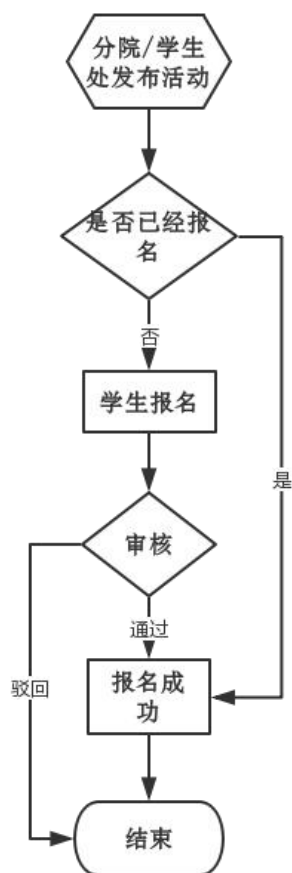 分院/学生
处发布活动
是否已经报
名
否
学生报名
是
审核
通过
驳回
报名成
功
结束